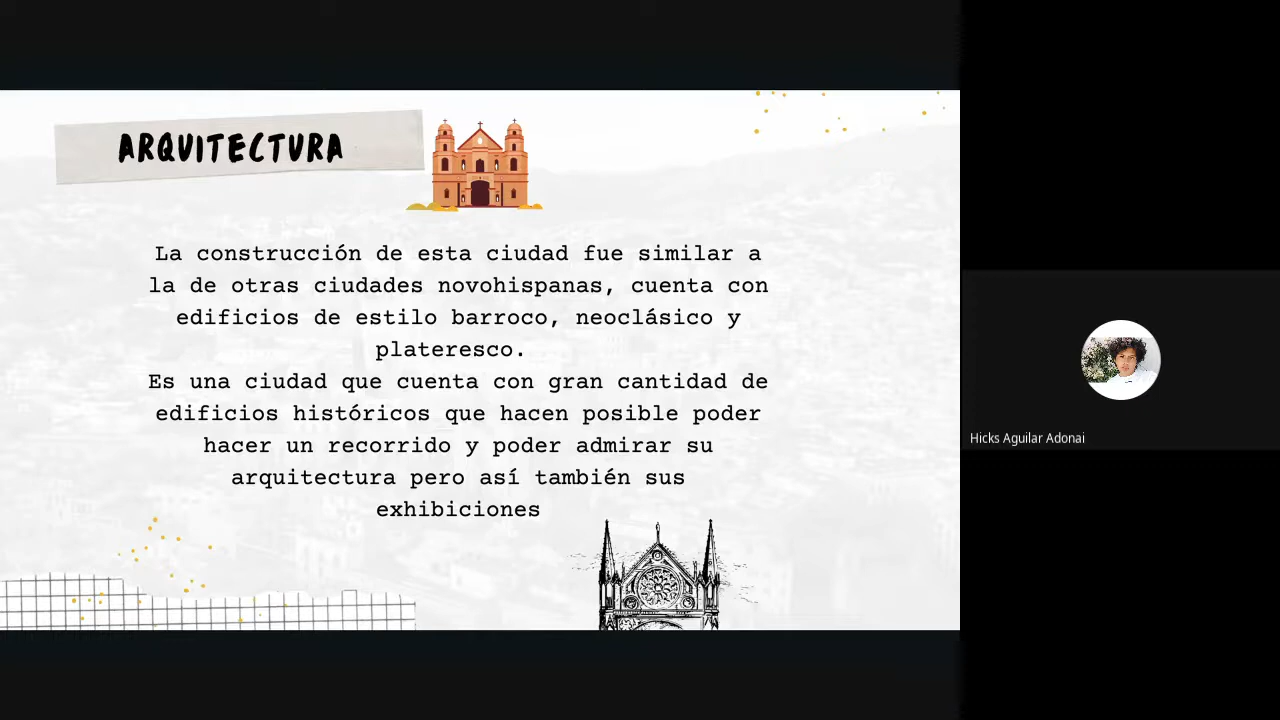 ARQUITECTURA
La construcción de esta ciudad fue similar a
la de otras ciudades novohispanas, cuenta con
edificios de estilo barroco, neoclásico y
plateresco.
Es una ciudad que cuenta con gran cantidad de
edificios históricos que hacen posible poder
hacer un recorrido y poder admirar su
arquitectura pero así también sus
exhibiciones
Hicks Aguilar Adonai